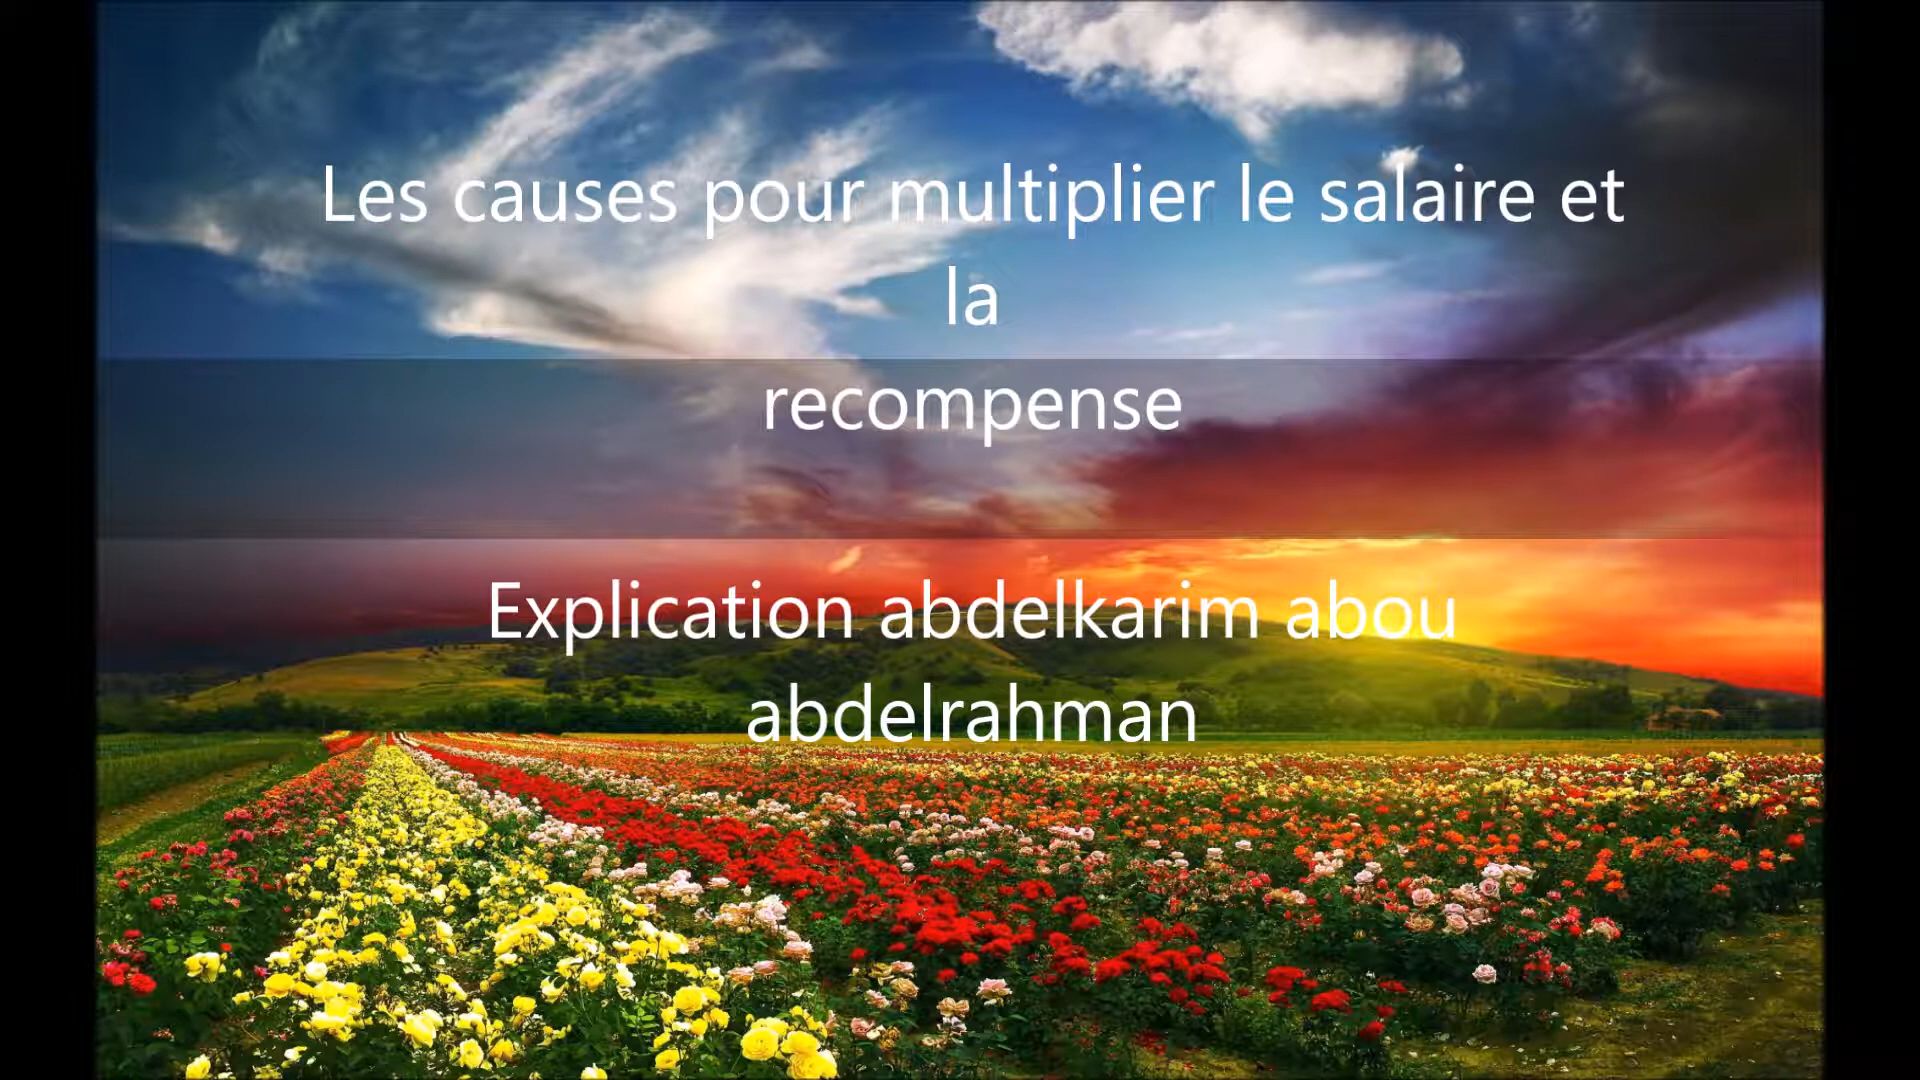 Les causes pour multiplier le salaire et
la
recompense
Explication abdelkarim abou
abdelrahman